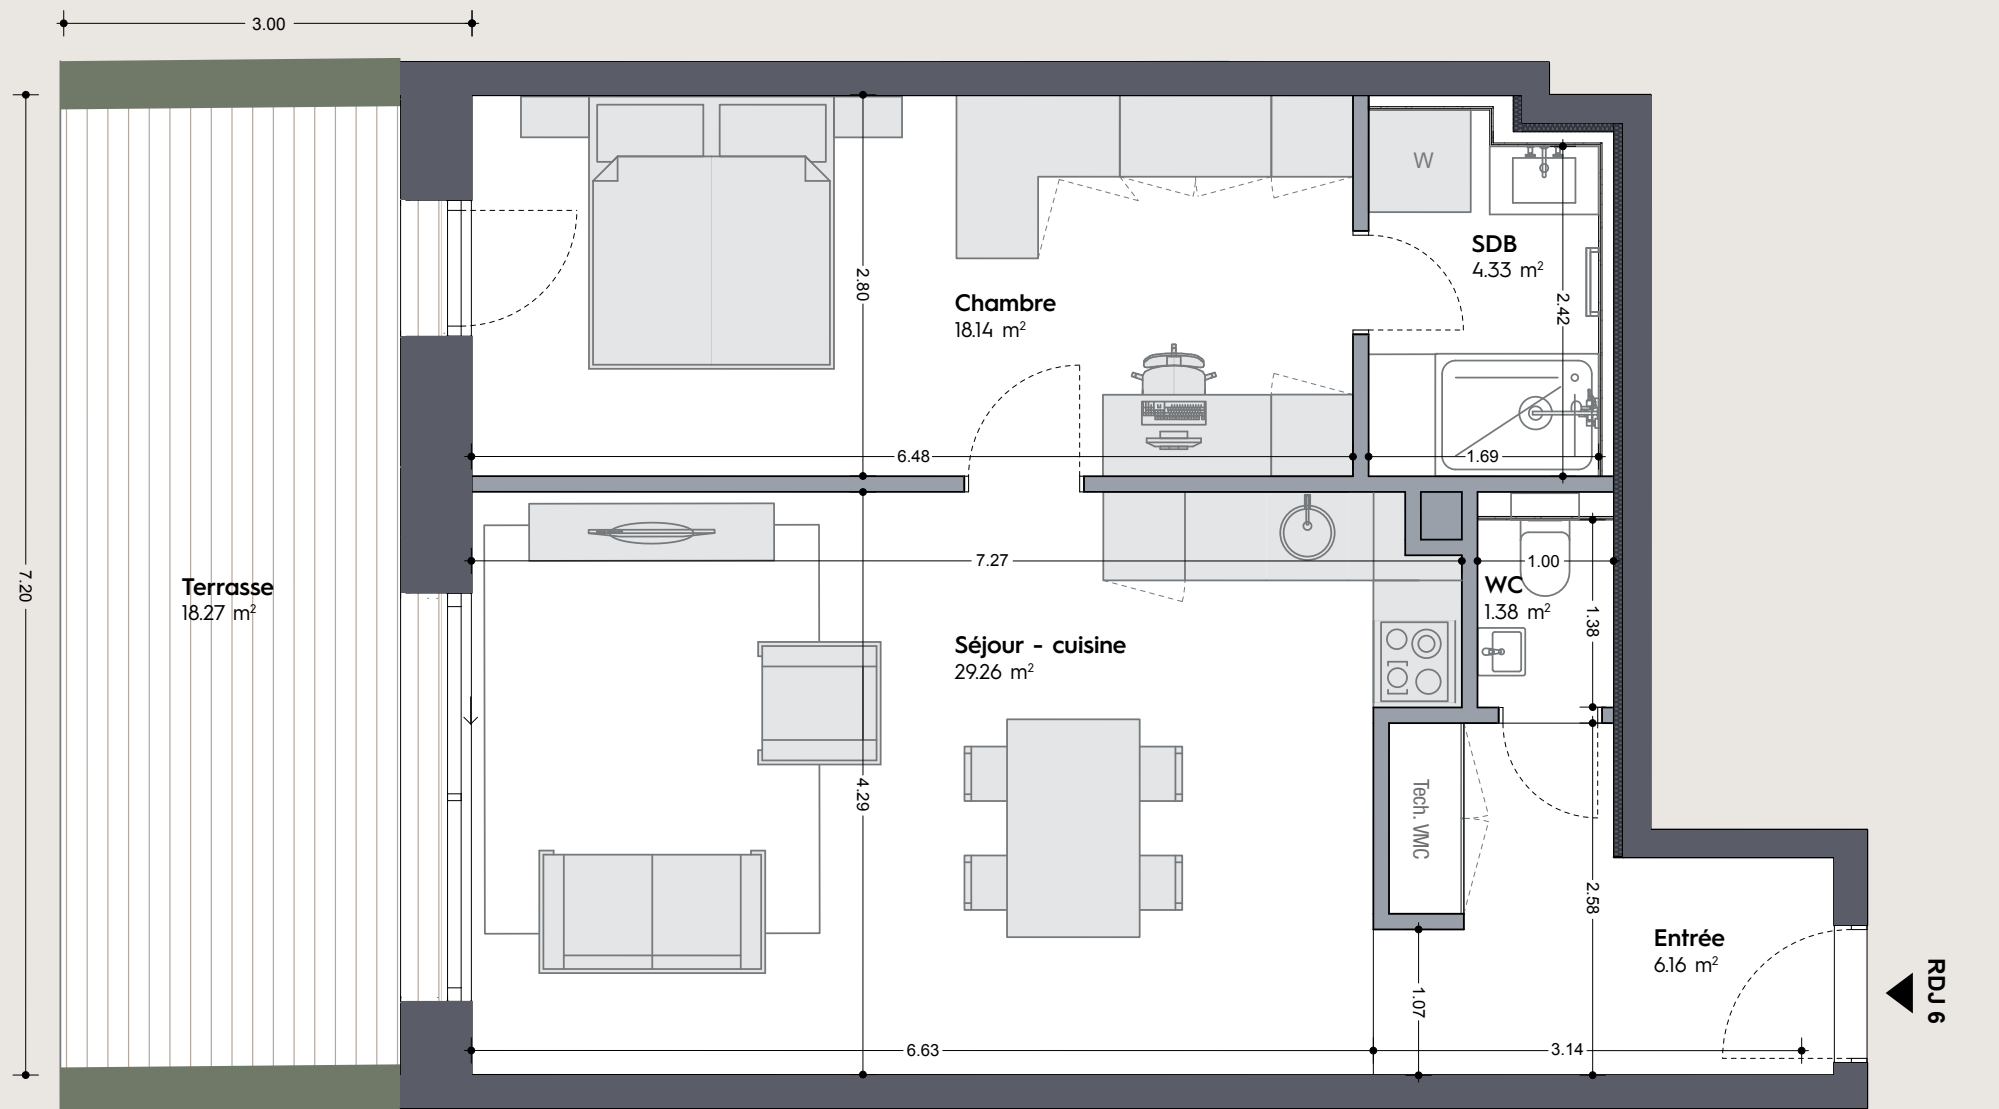 3.00
W
SDB
4.33 m²
2.80
2.42
Chambre
18.14 m²
6.48
1.69
7.27
1.00
7.20
Terrasse
18.27 m²
WC
1.38 m²
1.38
Séjour - cuisine
29.26 m²
4.29
Tech. VMC
2.58
Entrée
6.16 m²
1.07
RDJ 6
6.63
3.14